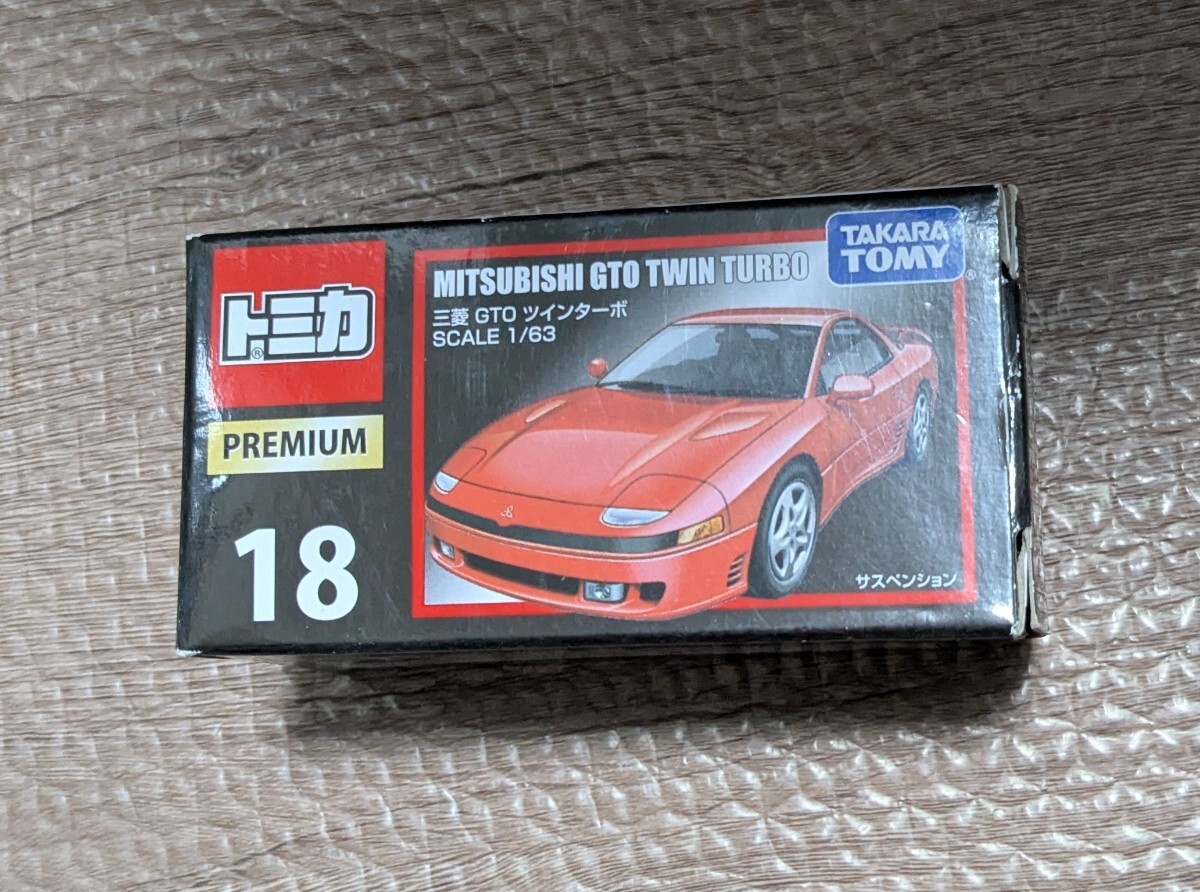 トミカ®
PREMIUM
18
MITSUBISHI GTO TWIN TURBO
三菱 GTO ツインターボ
SCALE 1/63
TAKARA
TOMY®
サスペンション